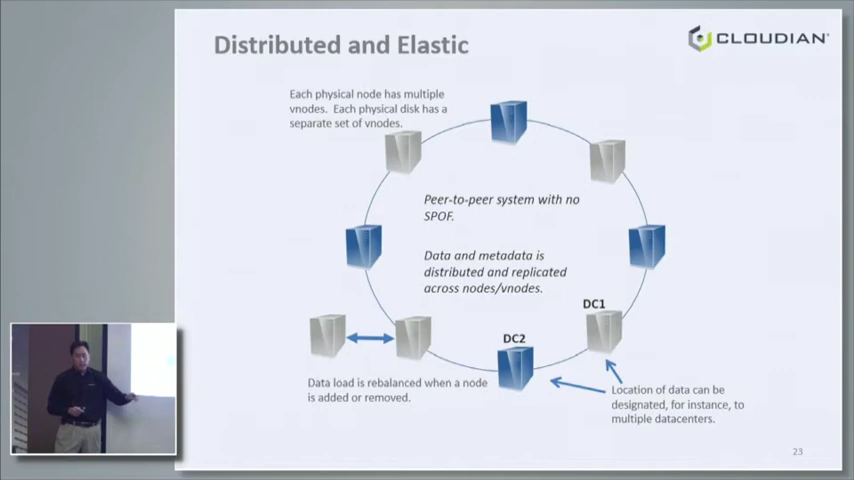 Distributed and Elastic
CLOUDIAN
Each physical node has multiple
vnodes. Each physical disk has a
separate set of vnodes.
Peer-to-peer system with no
SPOF.
Data and metadata is
distributed and replicated
across nodes/vnodes.
DC1
DC2
Data load is rebalanced when a node
is added or removed.
Location of data can be
designated, for instance, to
multiple datacenters.
23